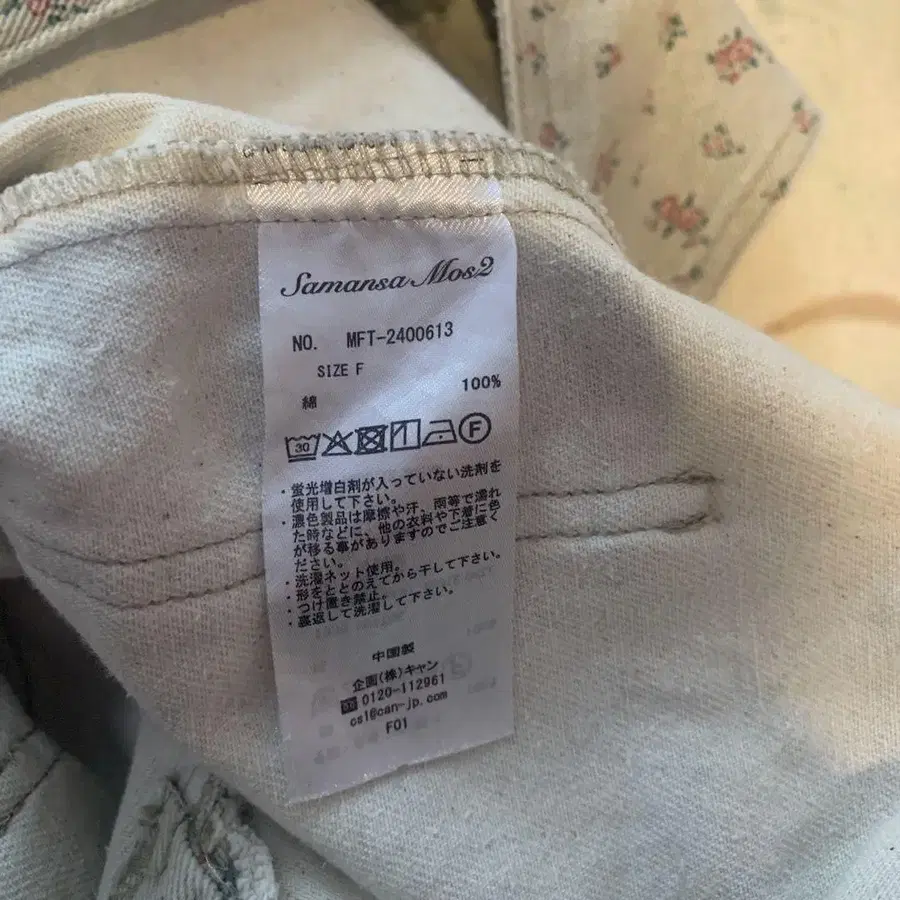 Samansa Mos2
NO. MFT-2400613
SIZE F
綿 100%
30
F
・蛍光増白剤が入っていない洗剤を
使用して下さい。
・濃色製品は摩擦や汗、雨等で濡れ
た時などに、他の衣料や下着に色
が移る事がありますのでご注意く
ださい。
・洗濯ネット使用。
・形をととのえてから干して下さい。
・つけ置き禁止。
・裏返して洗濯して下さい。
中国製
企画(株)キャン
0120-112961
csl@can-jp.com
F01